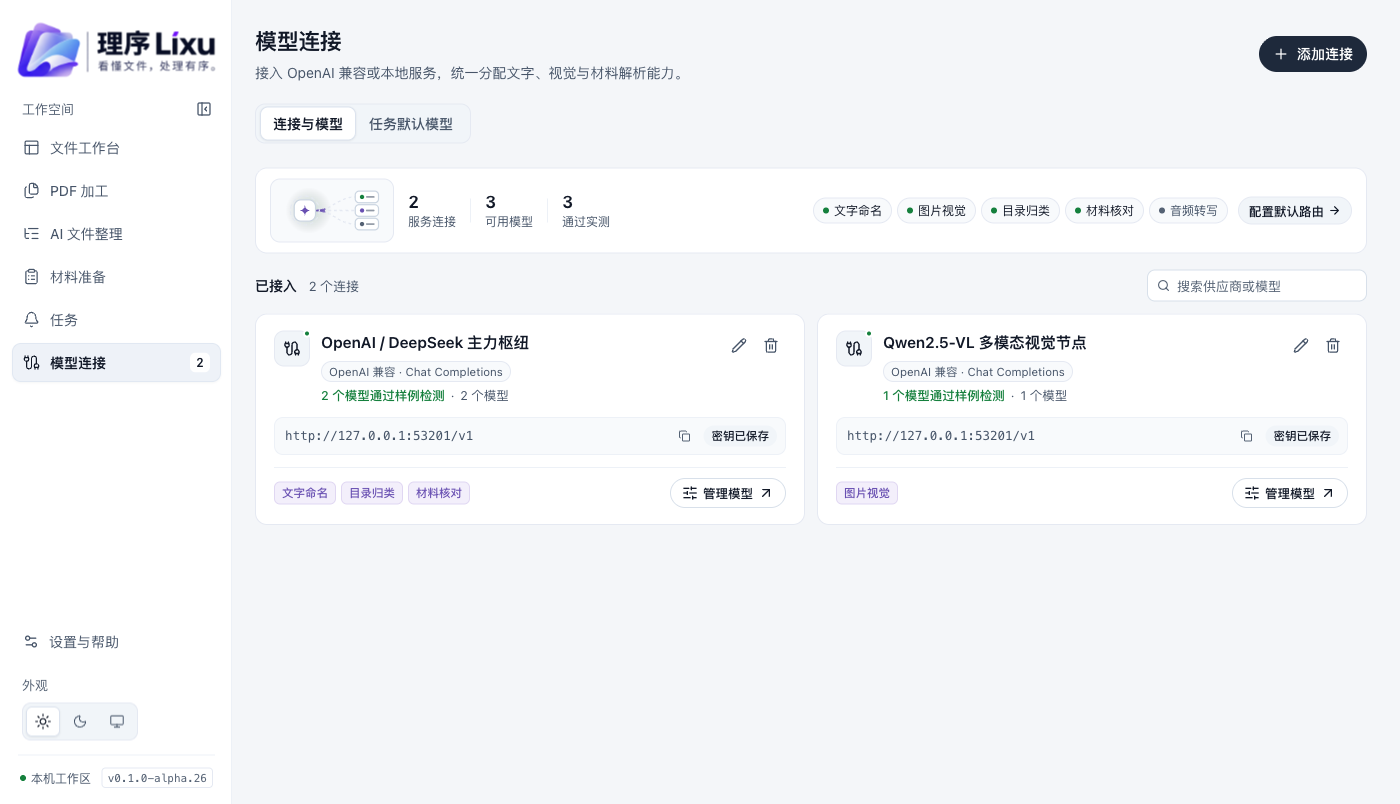 理序 Lixu
看懂文件,处理有序。
工作空间
文件工作台
PDF 加工
AI 文件整理
材料准备
任务
模型连接 2
设置与帮助
外观
本机工作区 v0.1.0-alpha.26
模型连接
接入 OpenAI 兼容或本地服务，统一分配文字、视觉与材料解析能力。
添加连接
连接与模型 任务默认模型
2 3 3
服务连接 可用模型 通过实测
文字命名 图片视觉 目录归类 材料核对 音频转写 配置默认路由
已接入 2 个连接
搜索供应商或模型
OpenAI / DeepSeek 主力枢纽
OpenAI 兼容 · Chat Completions
2 个模型通过样例检测 · 2 个模型
http://127.0.0.1:53201/v1 密钥已保存
文字命名 目录归类 材料核对 管理模型
Qwen2.5-VL 多模态视觉节点
OpenAI 兼容 · Chat Completions
1 个模型通过样例检测 · 1 个模型
http://127.0.0.1:53201/v1 密钥已保存
图片视觉 管理模型